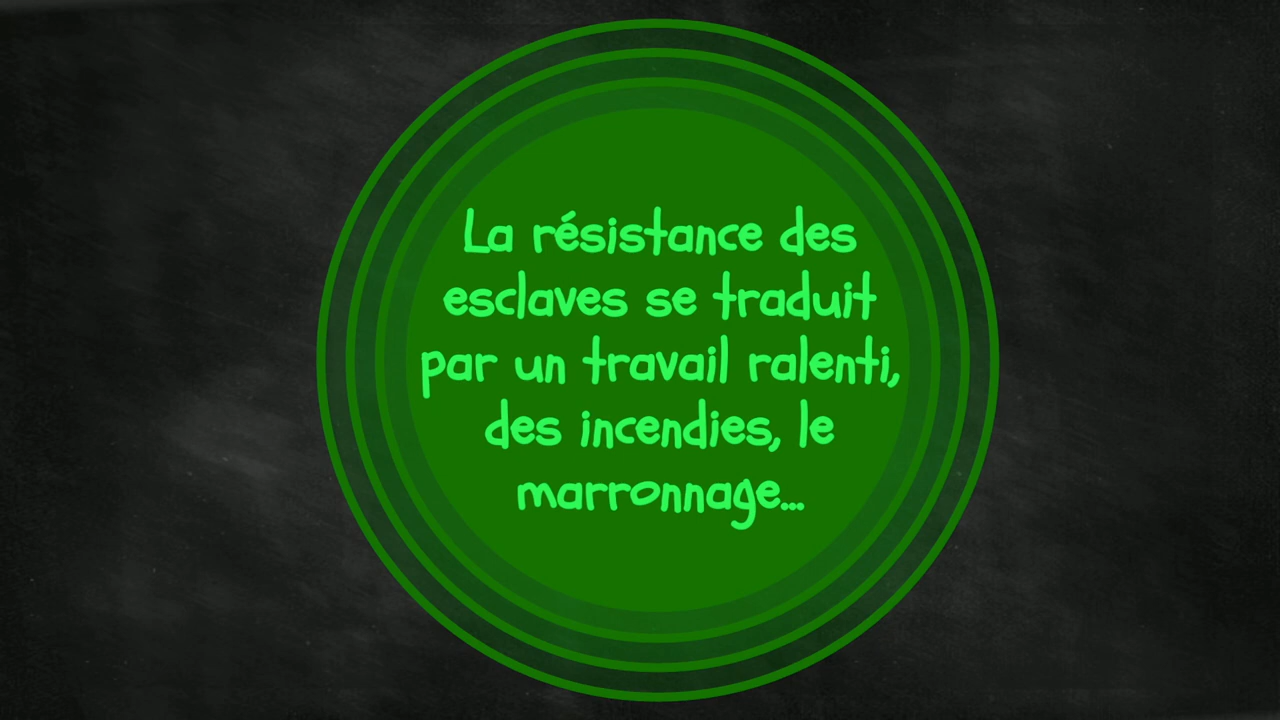 La résistance des
esclaves se traduit
par un travail ralenti,
des incendies, le
marronnage...